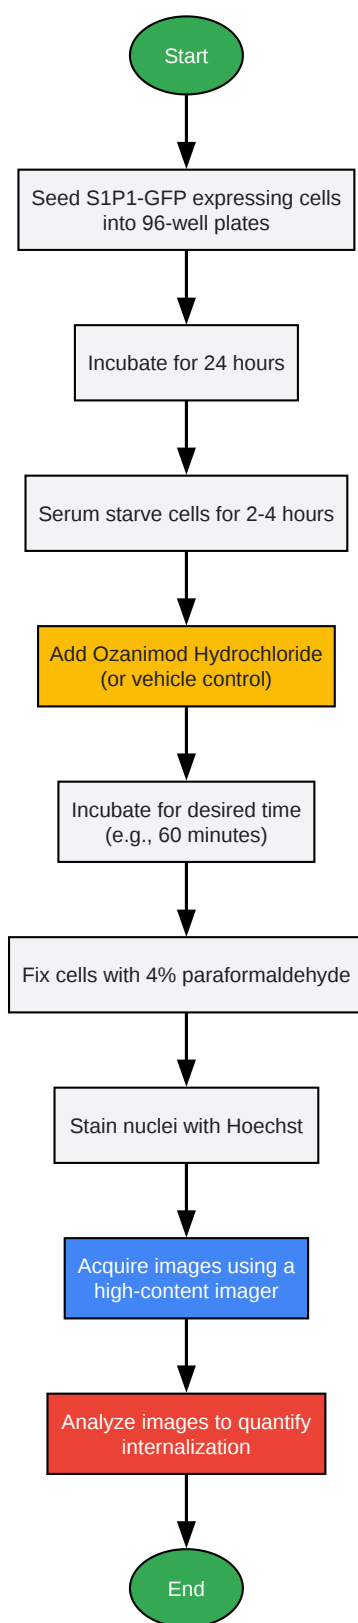 Start
Seed S1P1-GFP expressing cells
into 96-well plates
Incubate for 24 hours
Serum starve cells for 2-4 hours
Add Ozanimod Hydrochloride
(or vehicle control)
Incubate for desired time
(e.g., 60 minutes)
Fix cells with 4% paraformaldehyde
Stain nuclei with Hoechst
Acquire images using a
high-content imager
Analyze images to quantify
internalization
End